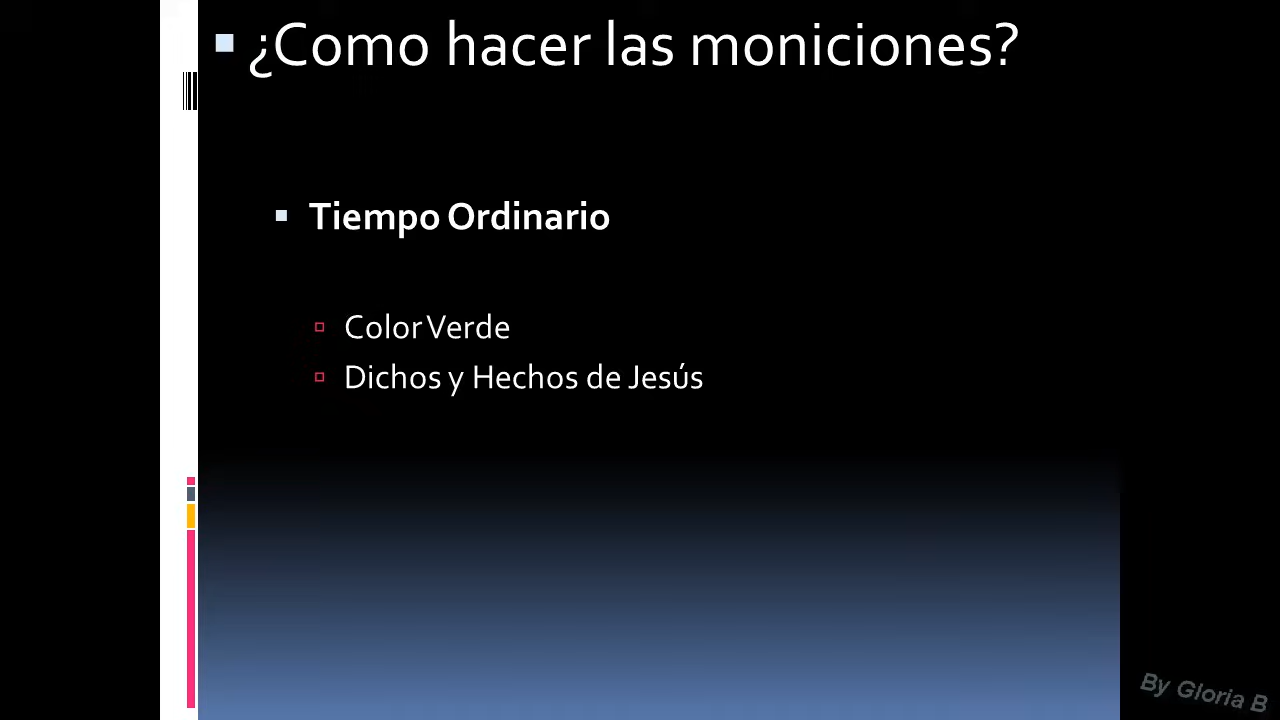 ¿Como hacer las moniciones?
Tiempo Ordinario
Color Verde
Dichos y Hechos de Jesús
By Gloria B